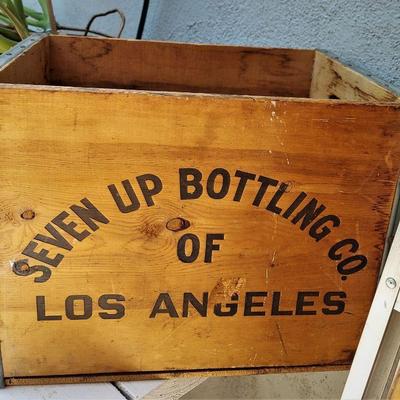 SEVEN UP BOTTLING CO.
OF
LOS ANGELES